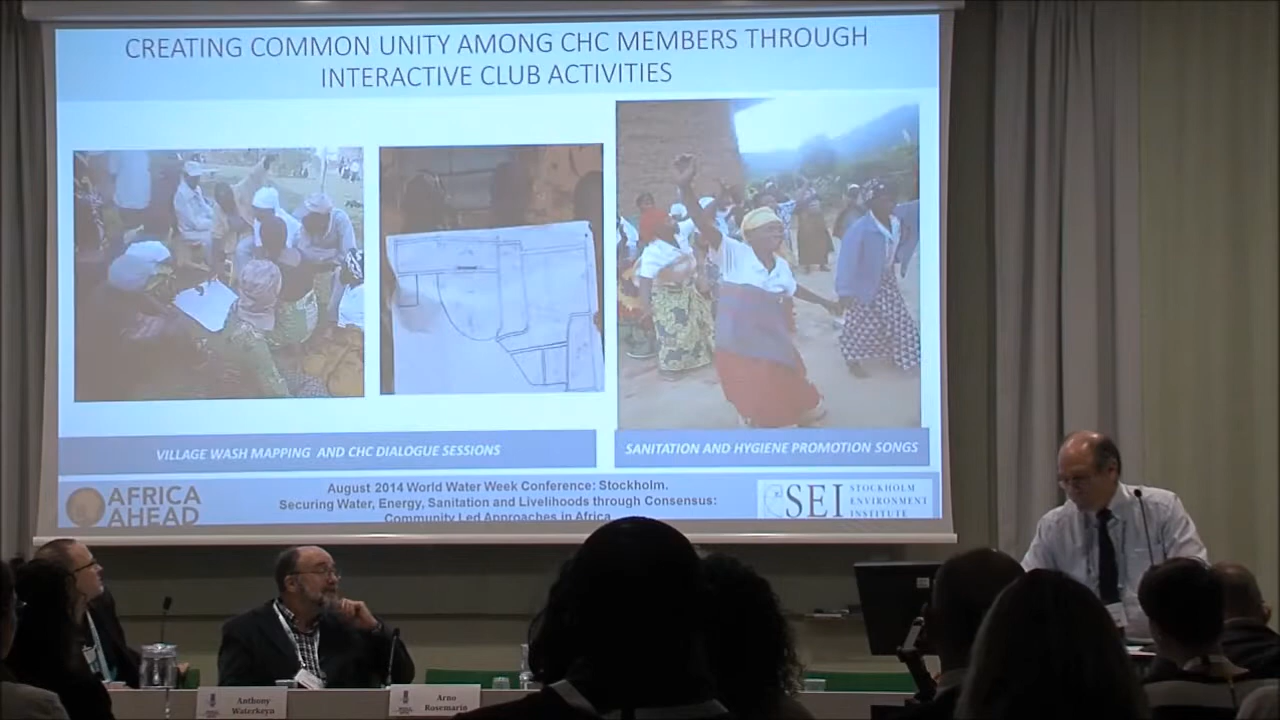 CREATING COMMON UNITY AMONG CHC MEMBERS THROUGH
INTERACTIVE CLUB ACTIVITIES
VILLAGE WASH MAPPING AND CHC DIALOGUE SESSIONS
SANITATION AND HYGIENE PROMOTION SONGS
AFRICA
AHEAD
August 2014 World Water Week Conference: Stockholm.
Securing Water, Energy, Sanitation and Livelihoods through Consensus:
Community Led Approaches in Africa
SEI
STOCKHOLM
ENVIRONMENT
INSTITUTE
Anthony
Waterkeyn
Arno
Rosemarin